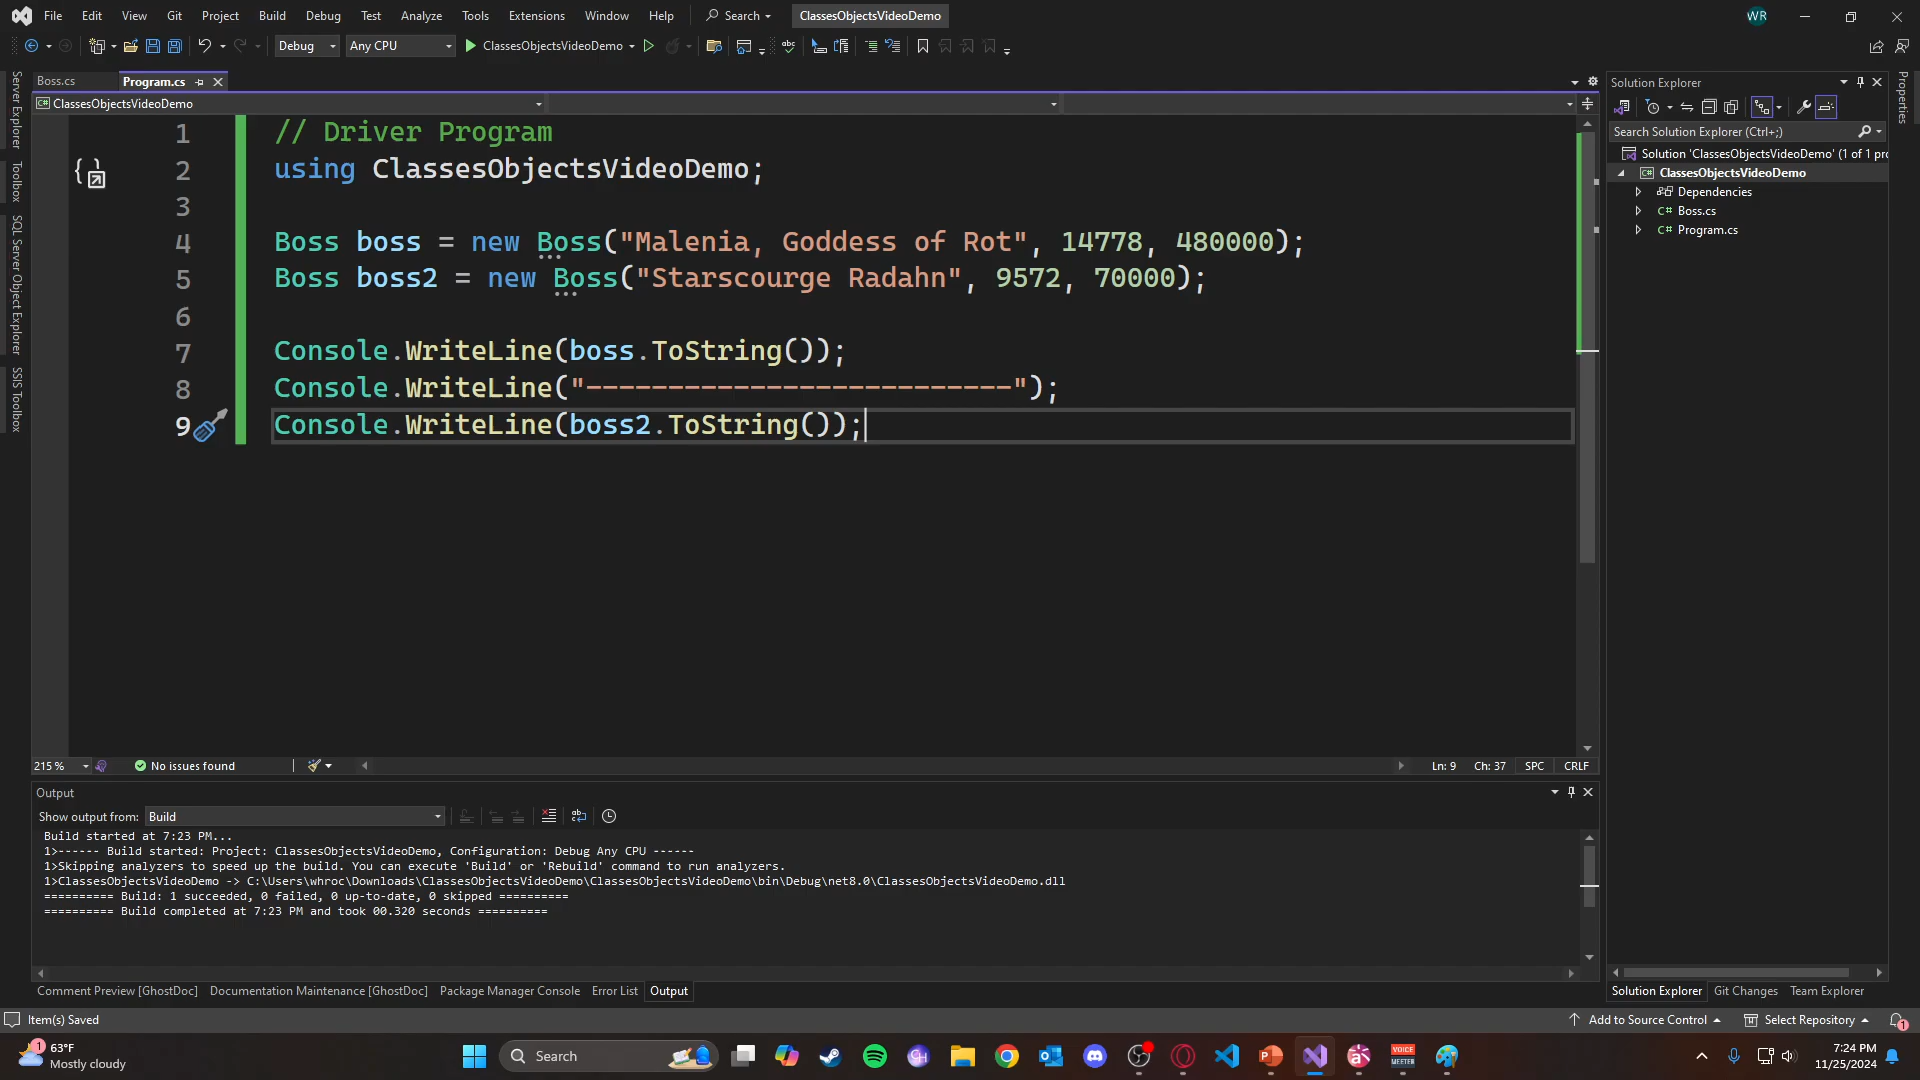 File Edit View Git Project Build Debug Test Analyze Tools Extensions Window Help Search ClassesObjectsVideoDemo WR
Debug Any CPU ClassesObjectsVideoDemo
Server Explorer
Toolbox
SQL Server Object Explorer
SSIS Toolbox
Boss.cs Program.cs
C# ClassesObjectsVideoDemo
1 // Driver Program
2 using ClassesObjectsVideoDemo;
3
4 Boss boss = new Boss("Malenia, Goddess of Rot", 14778, 480000);
5 Boss boss2 = new Boss("Starscourge Radahn", 9572, 70000);
6
7 Console.WriteLine(boss.ToString());
8 Console.WriteLine("--------------------------");
9 Console.WriteLine(boss2.ToString());
215 % No issues found Ln: 9 Ch: 37 SPC CRLF
Output
Show output from: Build
Build started at 7:23 PM...
1>------ Build started: Project: ClassesObjectsVideoDemo, Configuration: Debug Any CPU ------
1>Skipping analyzers to speed up the build. You can execute 'Build' or 'Rebuild' command to run analyzers.
1>ClassesObjectsVideoDemo -> C:\Users\whroc\Downloads\ClassesObjectsVideoDemo\ClassesObjectsVideoDemo\bin\Debug\net8.0\ClassesObjectsVideoDemo.dll
========== Build: 1 succeeded, 0 failed, 0 up-to-date, 0 skipped ==========
========== Build completed at 7:23 PM and took 00.320 seconds ==========
Comment Preview [GhostDoc] Documentation Maintenance [GhostDoc] Package Manager Console Error List Output
Solution Explorer
Search Solution Explorer (Ctrl+;)
Solution 'ClassesObjectsVideoDemo' (1 of 1 pro
C# ClassesObjectsVideoDemo
Dependencies
C# Boss.cs
C# Program.cs
Solution Explorer Git Changes Team Explorer
Properties
Item(s) Saved Add to Source Control Select Repository 1
1 63°F
Mostly cloudy
Search
VOICE
MEETER
7:24 PM
11/25/2024